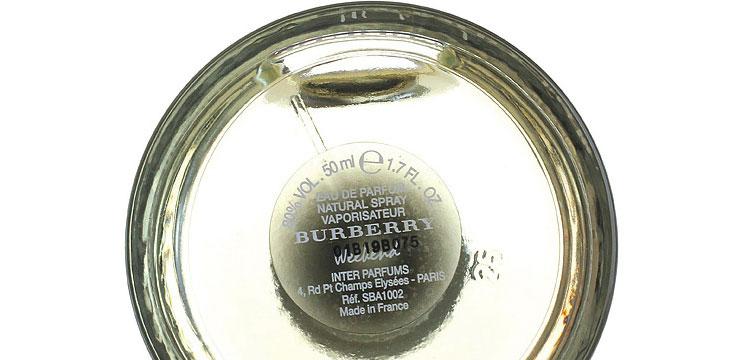 80% VOL. 50 ml e 1.7 FL. OZ
EAU DE PARFUM
NATURAL SPRAY
VAPORISATEUR
BURBERRY
04B19B075
Weekend
INTER PARFUMS
4, Rd Pt Champs Elysées - PARIS
Réf. SBA1002
Made in France